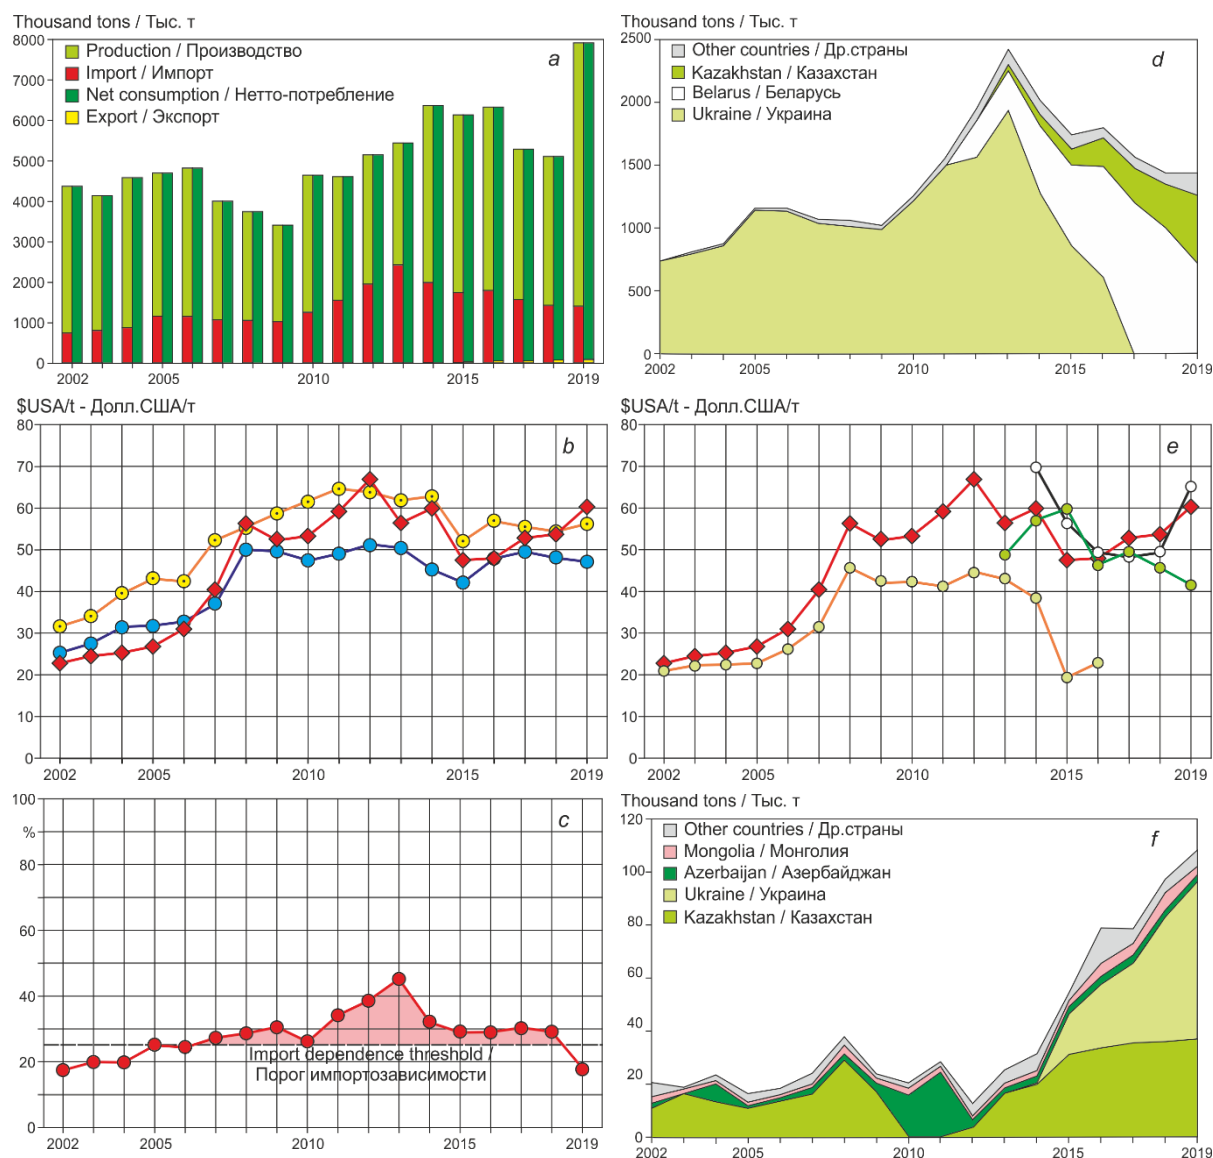 Thousand tons / Тыс. т
8000
7000
6000
5000
4000
3000
2000
1000
0
Production / Производство
Import / Импорт
Net consumption / Нетто-потребление
Export / Экспорт
a
2002
2005
2010
2015
2019
Thousand tons / Тыс. т
2500
2000
1500
1000
500
0
Other countries / Др.страны
Kazakhstan / Казахстан
Belarus / Беларусь
Ukraine / Украина
d
2002
2005
2010
2015
2019
$USA/t - Долл.США/т
80
70
60
50
40
30
20
10
0
b
2002
2005
2010
2015
2019
$USA/t - Долл.США/т
80
70
60
50
40
30
20
10
0
e
2002
2005
2010
2015
2019
100
%
80
60
40
20
0
c
Import dependence threshold /
Порог импортозависимости
2002
2005
2010
2015
2019
Thousand tons / Тыс. т
120
100
80
60
40
20
0
Other countries / Др.страны
Mongolia / Монголия
Azerbaijan / Азербайджан
Ukraine / Украина
Kazakhstan / Казахстан
f
2002
2005
2010
2015
2019